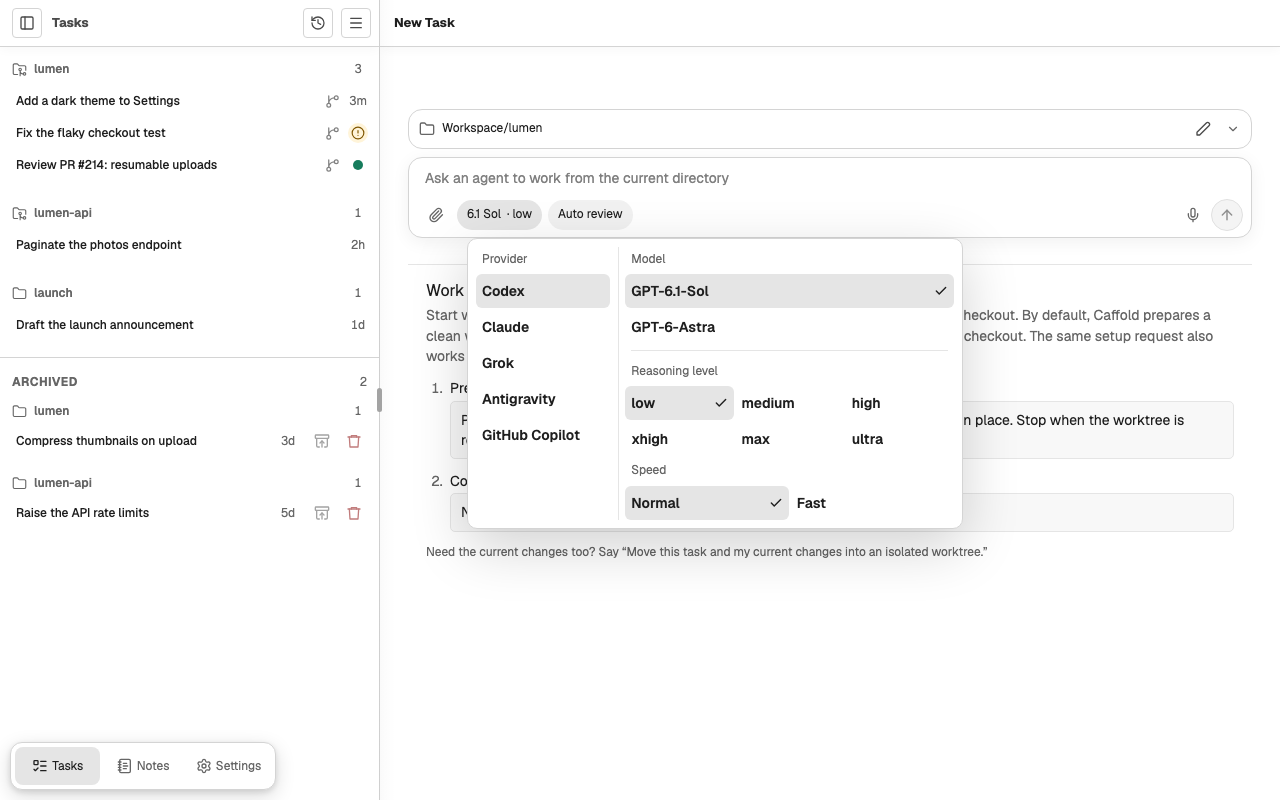 Tasks
lumen
3
Add a dark theme to Settings
3m
Fix the flaky checkout test
Review PR #214: resumable uploads
lumen-api
1
Paginate the photos endpoint
2h
launch
1
Draft the launch announcement
1d
ARCHIVED
2
lumen
1
Compress thumbnails on upload
3d
lumen-api
1
Raise the API rate limits
5d
Tasks
Notes
Settings
New Task
Workspace/lumen
Ask an agent to work from the current directory
6.1 Sol · low
Auto review
Provider
Codex
Claude
Grok
Antigravity
GitHub Copilot
Model
GPT-6.1-Sol
GPT-6-Astra
Reasoning level
low
medium
high
xhigh
max
ultra
Speed
Normal
Fast
Work
Start
heckout. By default, Caffold prepares a
clean
checkout. The same setup request also
works
1.
n place. Stop when the worktree is
2.
Need the current changes too? Say “Move this task and my current changes into an isolated worktree.”